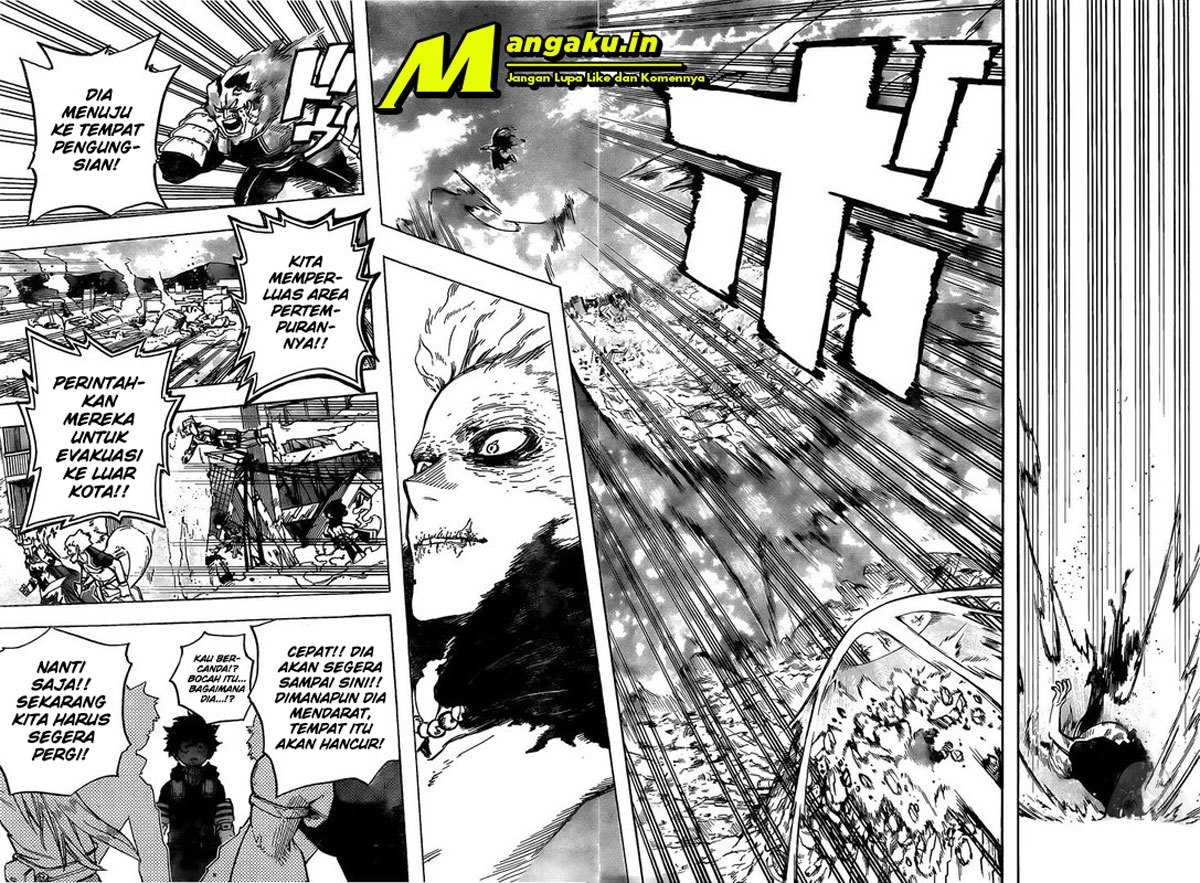 Mangaku.in
Jangan Lupa Like dan Komennya
DIA
MENUJU
KE TEMPAT
PENGUNG-
SIAN!
KITA
MEMPER-
LUAS AREA
PERTEM-
PURAN-
NYA!!
PERINTAH-
KAN
MEREKA
UNTUK
EVAKUASI
KE LUAR
KOTA!!
CEPAT!! DIA
AKAN SEGERA
SAMPAI SINI!!
DIMANAPUN DIA
MENDARAT,
TEMPAT ITU
AKAN HANCUR!
KAU BER-
CANDA!?
BOCAH ITU...
BAGAIMANA
DIA...!?
NANTI
SAJA!!
SEKARANG
KITA HARUS
SEGERA
PERGI!